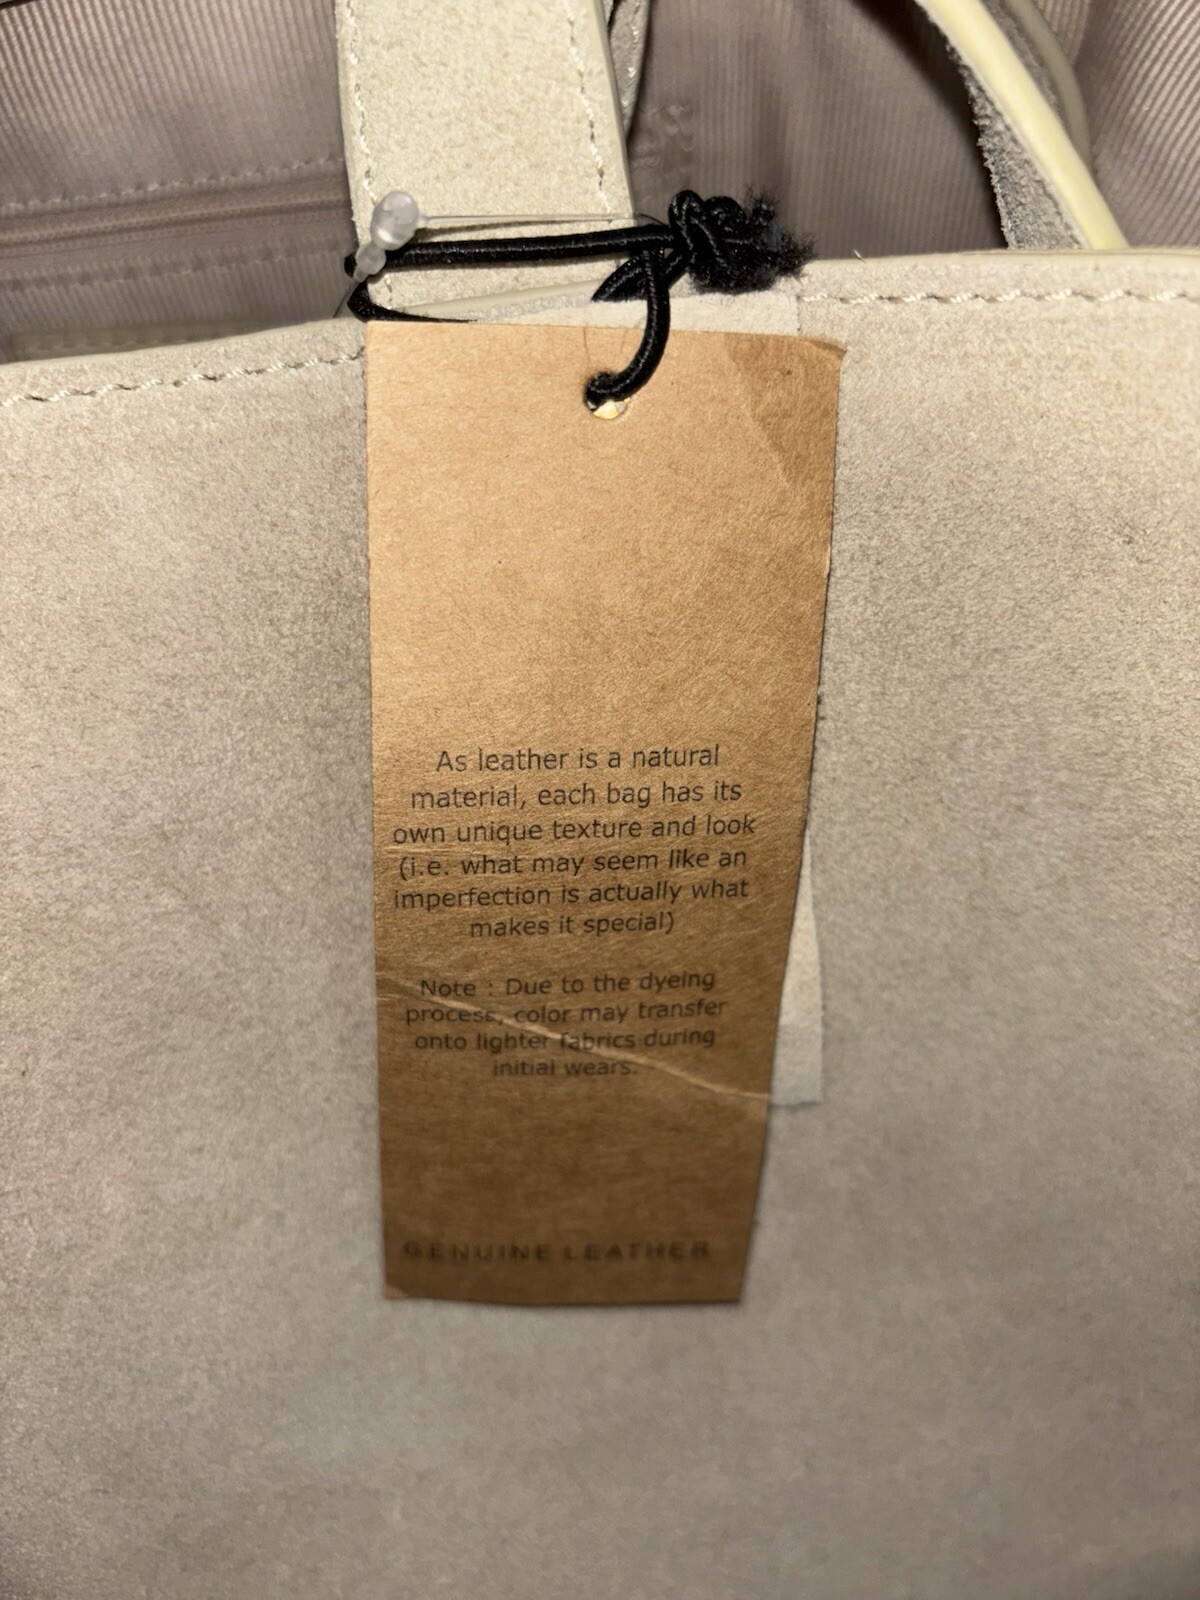 As leather is a natural
material, each bag has its
own unique texture and look
(i.e. what may seem like an
imperfection is actually what
makes it special)
Note : Due to the dyeing
process, color may transfer
onto lighter fabrics during
initial wears.
GENUINE LEATHER